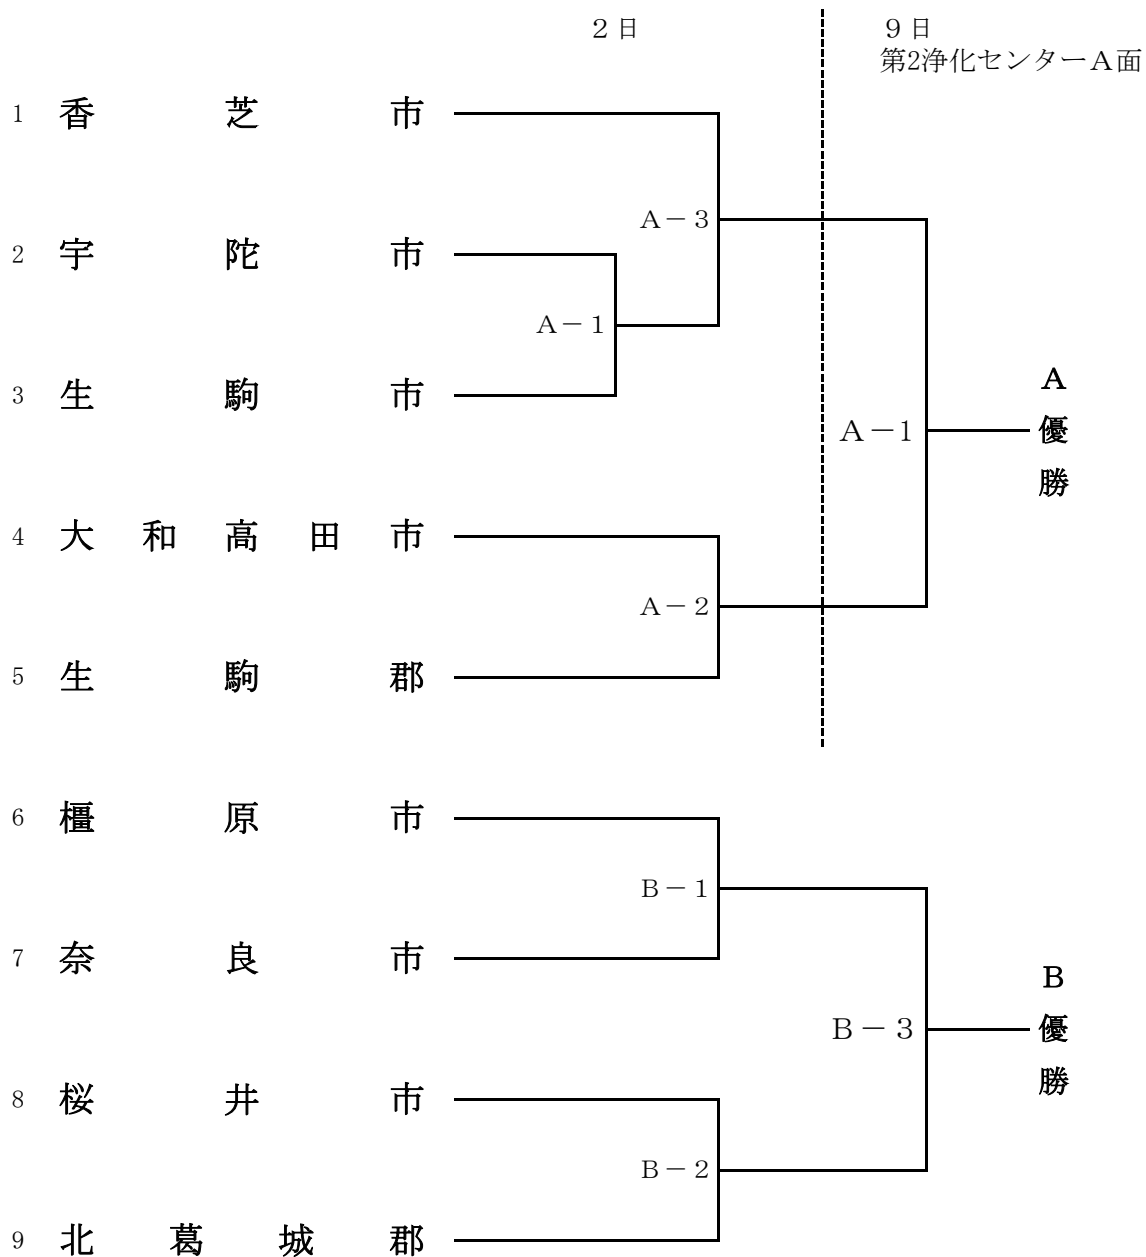 ２日
９日
第2浄化センターＡ面
1 香芝市
Ａ－３
2 宇陀市
Ａ－１
3 生駒市
Ａ
優
勝
Ａ－1
4 大和高田市
Ａ－２
5 生駒郡
6 橿原市
Ｂ－１
7 奈良市
Ｂ
優
勝
Ｂ－３
8 桜井市
Ｂ－２
9 北葛城郡